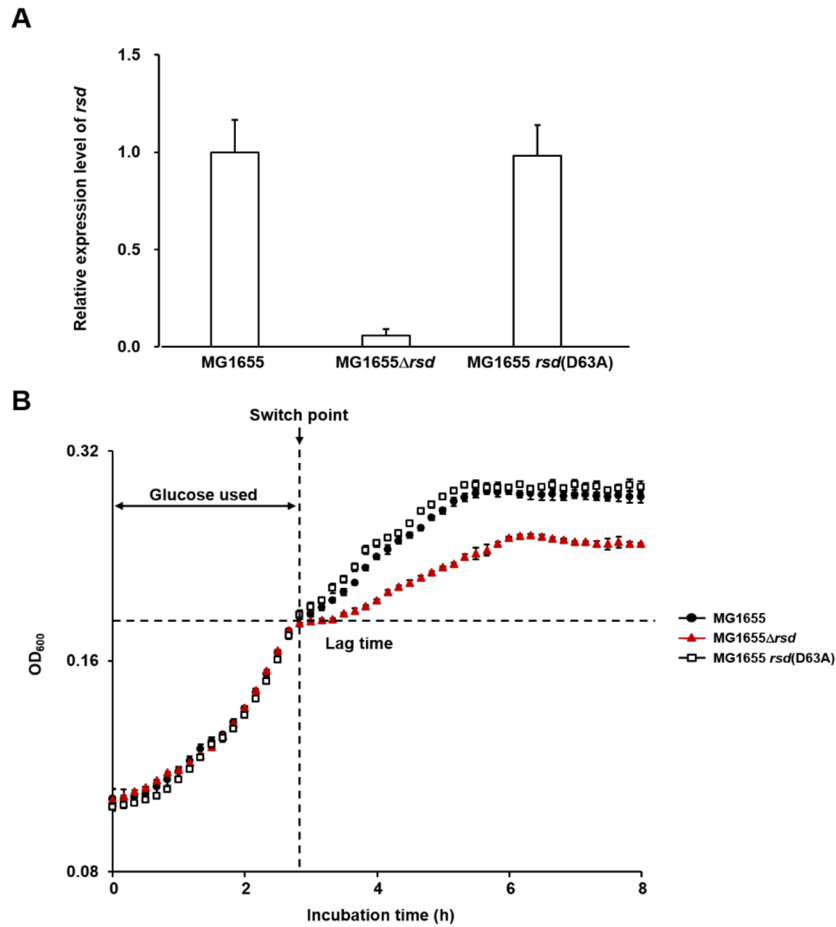 A
Relative expression level of rsd
1.5
1.0
0.5
0.0
MG1655
MG1655Δrsd
MG1655 rsd(D63A)
B
Switch point
0.32
Glucose used
Lag time
OD600
0.16
0.08
0
2
4
6
8
Incubation time (h)
MG1655
MG1655Δrsd
MG1655 rsd(D63A)